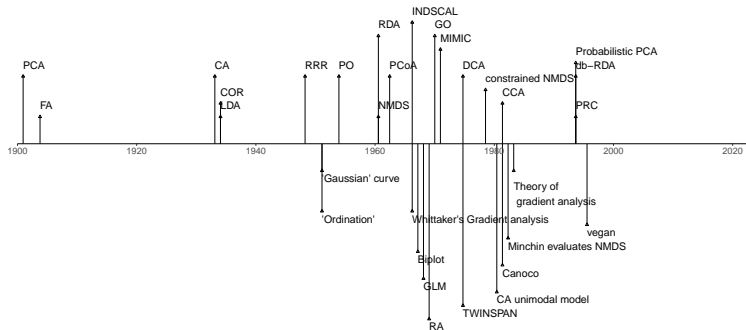 INDSCAL
RDA
GO
MIMIC
Probabilistic PCA
PCA
CA
RRR
PO
PCoA
DCA
db−RDA
constrained NMDS
COR
CCA
FA
LDA
NMDS
PRC
1900
1920
1940
1960
1980
2000
2020
'Gaussian' curve
Theory of
gradient analysis
'Ordination'
Whittaker's Gradient analysis
vegan
Minchin evaluates NMDS
Biplot
Canoco
GLM
CA unimodal model
TWINSPAN
RA